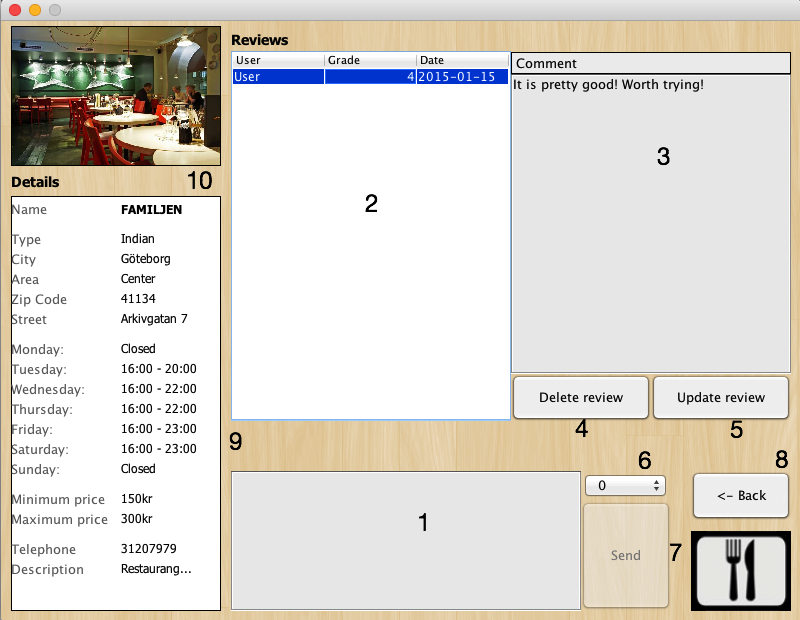 Reviews
User Grade Date
User 4 2015-01-15
Comment
It is pretty good! Worth trying!
3
2
Details 10
Name FAMILJEN
Type Indian
City Göteborg
Area Center
Zip Code 41134
Street Arkivgatan 7
Monday: Closed
Tuesday: 16:00 - 20:00
Wednesday: 16:00 - 22:00
Thursday: 16:00 - 22:00
Friday: 16:00 - 23:00
Saturday: 16:00 - 23:00
Sunday: Closed
Minimum price 150kr
Maximum price 300kr
Telephone 31207979
Description Restaurang...
Delete review Update review
4 5
9
6 8
0
<- Back
1
Send 7